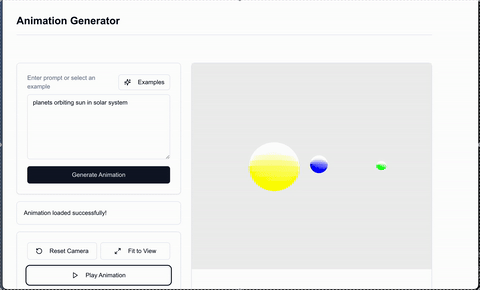 Animation Generator
Enter prompt or select an
example
Examples
planets orbiting sun in solar system
Generate Animation
Animation loaded successfully!
Reset Camera
Fit to View
Play Animation